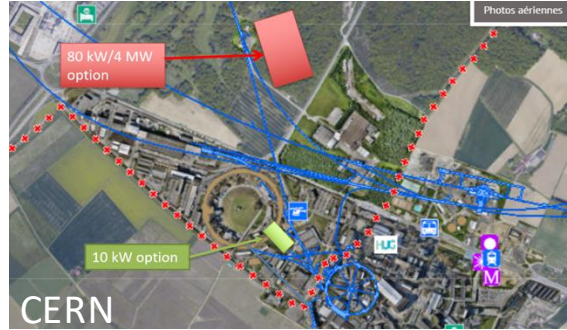 Photos aériennes
80 kW/4 MW
option
HUG
10 kW option
M
CERN